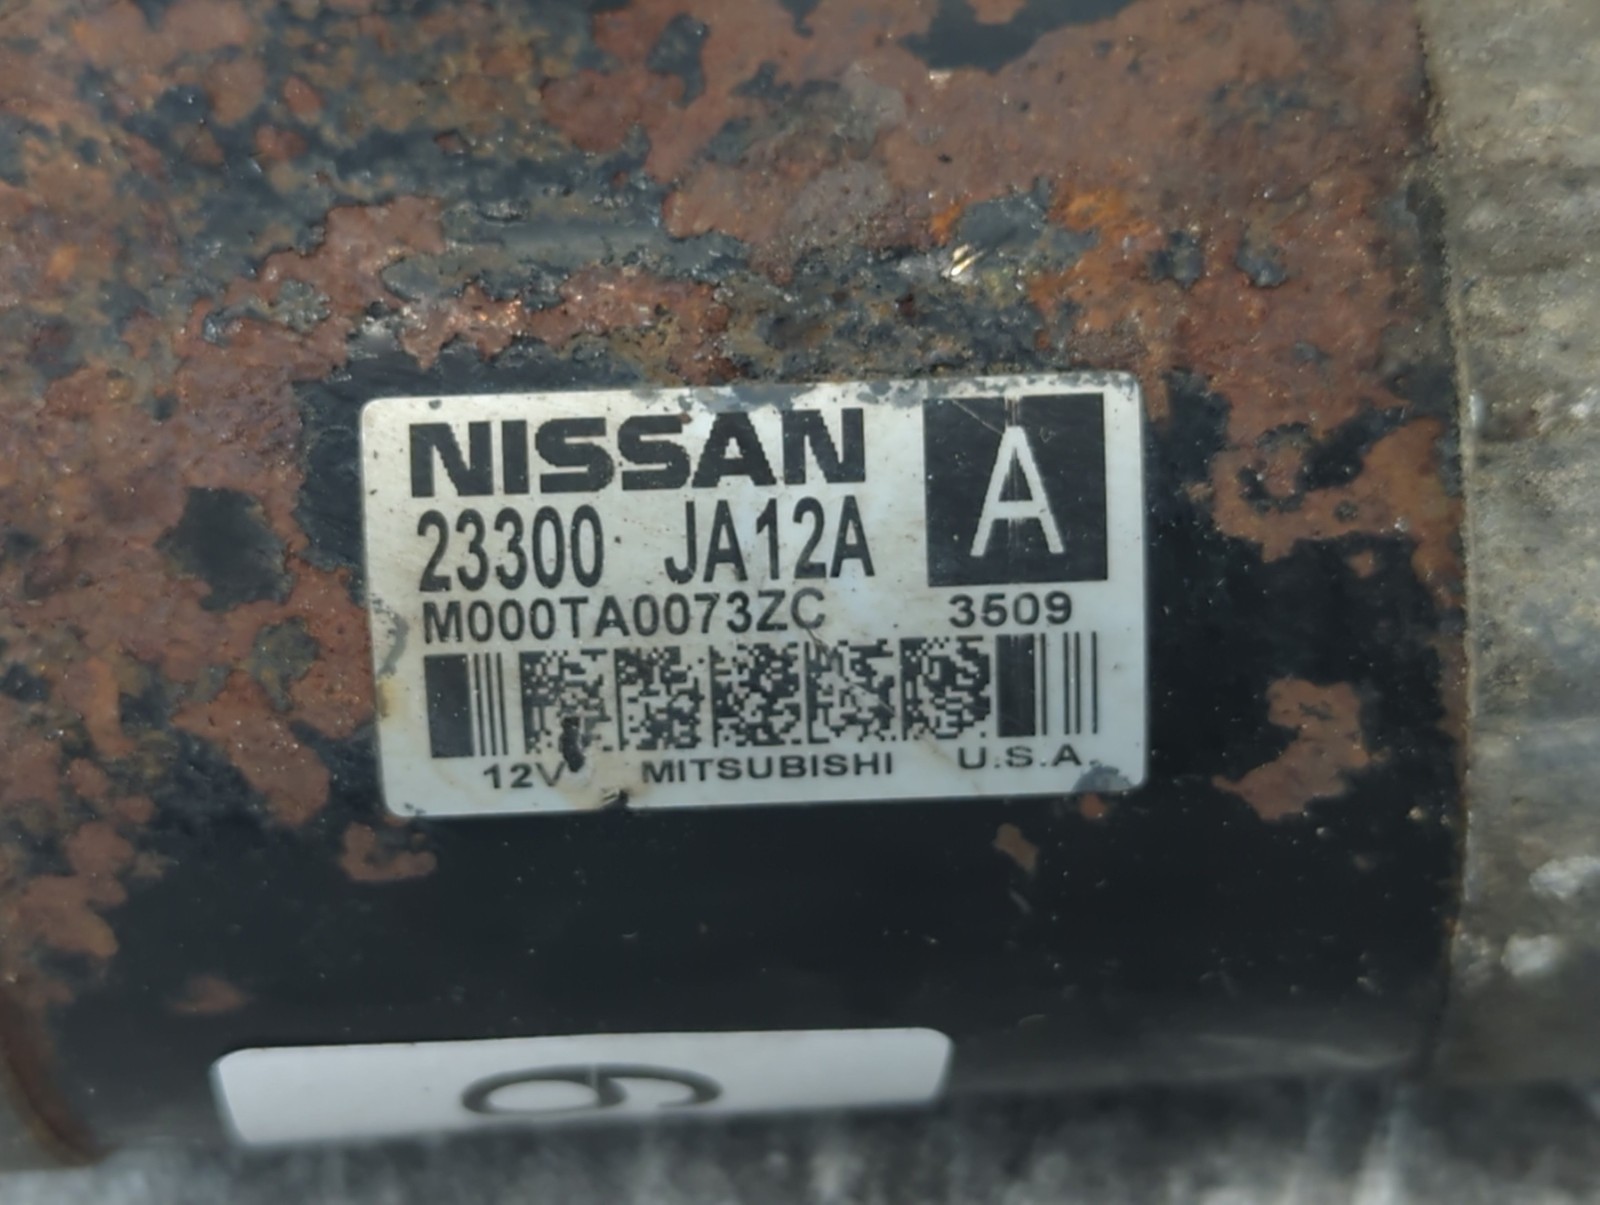 NISSAN A
23300 JA12A
M000TA0073ZC 3509
12V MITSUBISHI U.S.A.